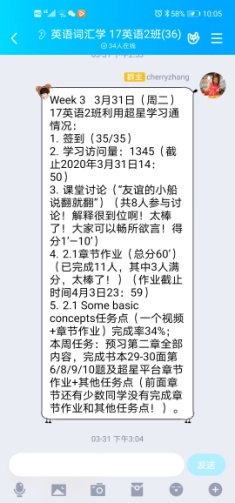 58% 10:05
英语词汇学 17英语2班(36)
34人在线
03-31 下午3:04
群主 cherryzhang
Week 3 3月31日（周二）
17英语2班利用超星学习通
情况：
1. 签到（35/35）
2. 学习访问量：1345（截
止2020年3月31日14：
50）
3. 课堂讨论（“友谊的小船
说翻就翻”）（共8人参与讨
论！解释很到位啊！太棒
了！大家可以畅所欲言！得
分1’—10’）
4. 2.1章节作业（总分60’）
（已完成11人，其中3人满
分，太棒了！）（作业截止
时间4月3日23：59）
5. 2.1 Some basic
concepts任务点（一个视频
+章节作业）完成率34%；
本周任务：预习第二章全部
内容，完成书本29-30面第
6/8/9/10题及超星平台章节
作业+其他任务点（前面章
节还有少数同学没有完成章
节作业和其他任务点！）。
03-31 下午3:04
发送